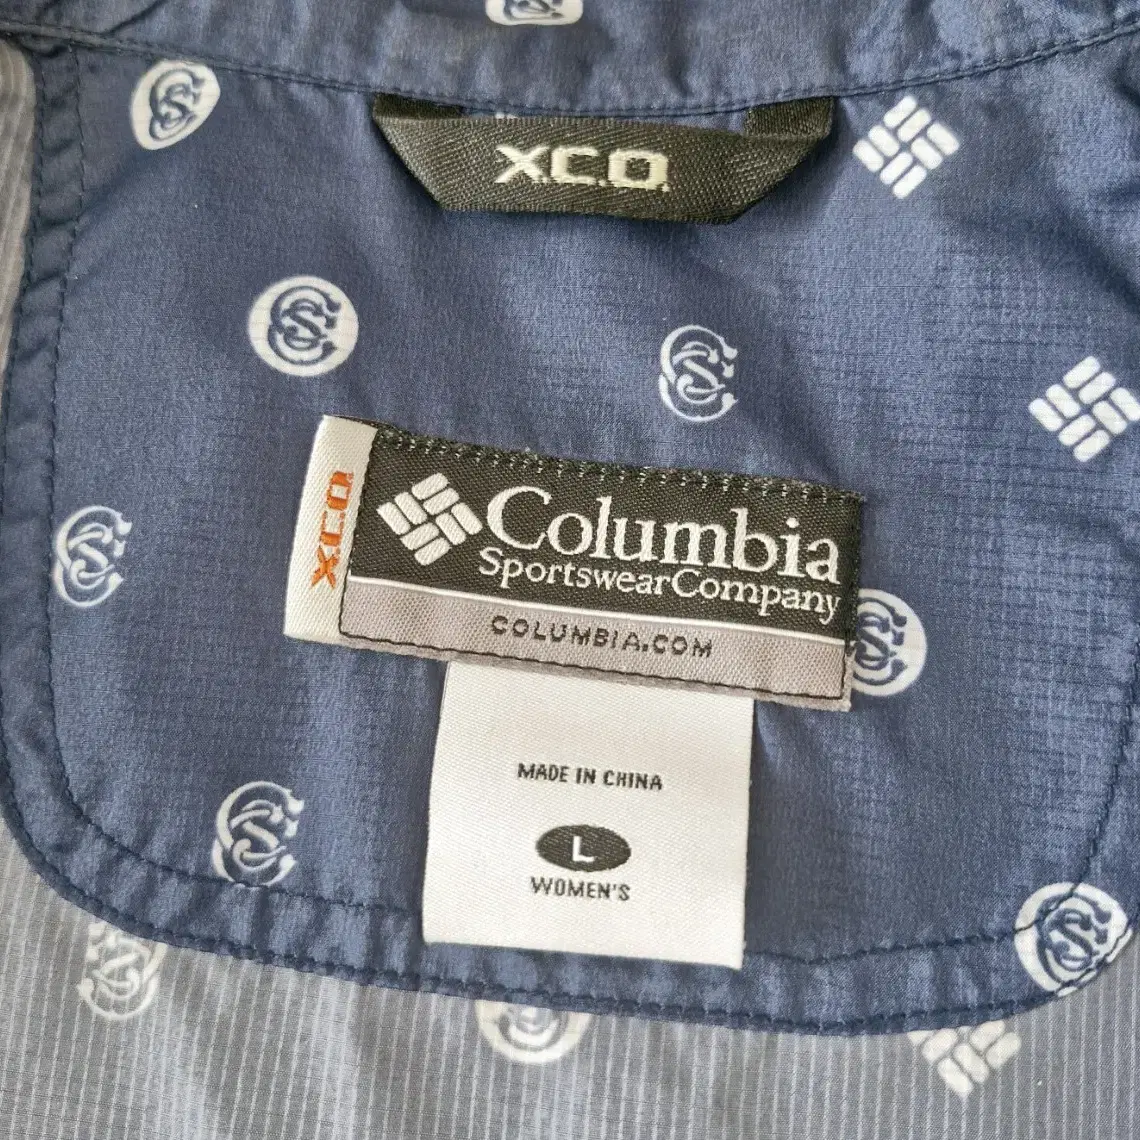 X.C.O.
X.C.O.
Columbia
Sportswear Company
COLUMBIA.COM
MADE IN CHINA
L
WOMEN'S